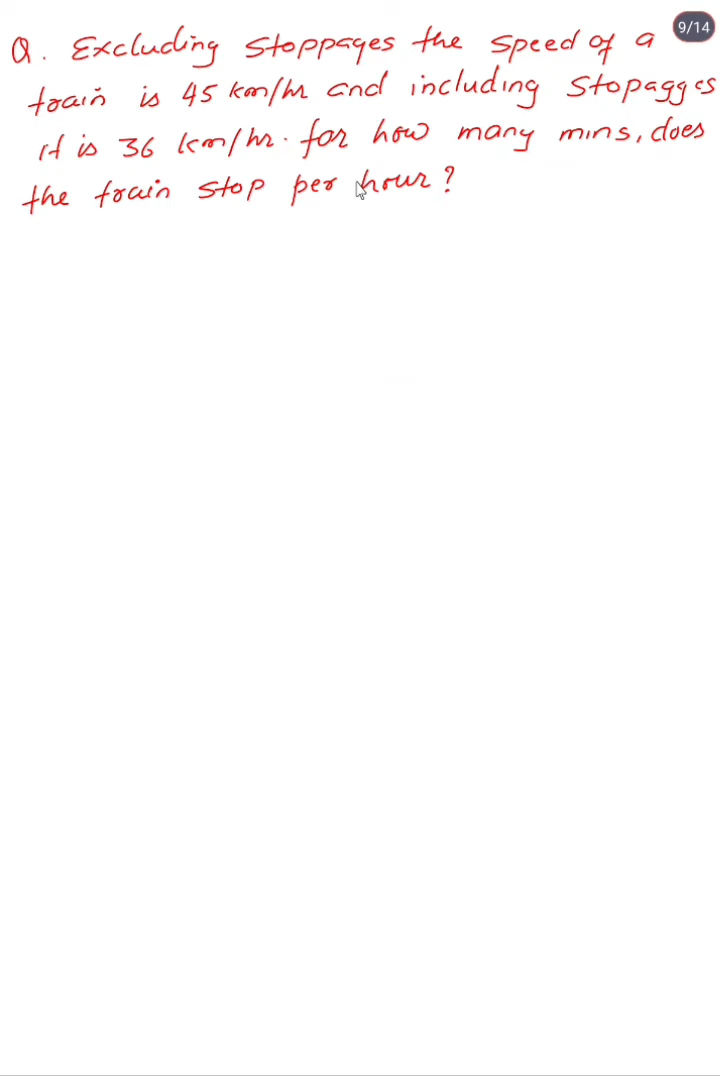 9/14
Q. Excluding stoppages the speed of a
train is 45 km/hr and including stopagges
it is 36 km/hr. for how many mins, does
the train stop per hour?